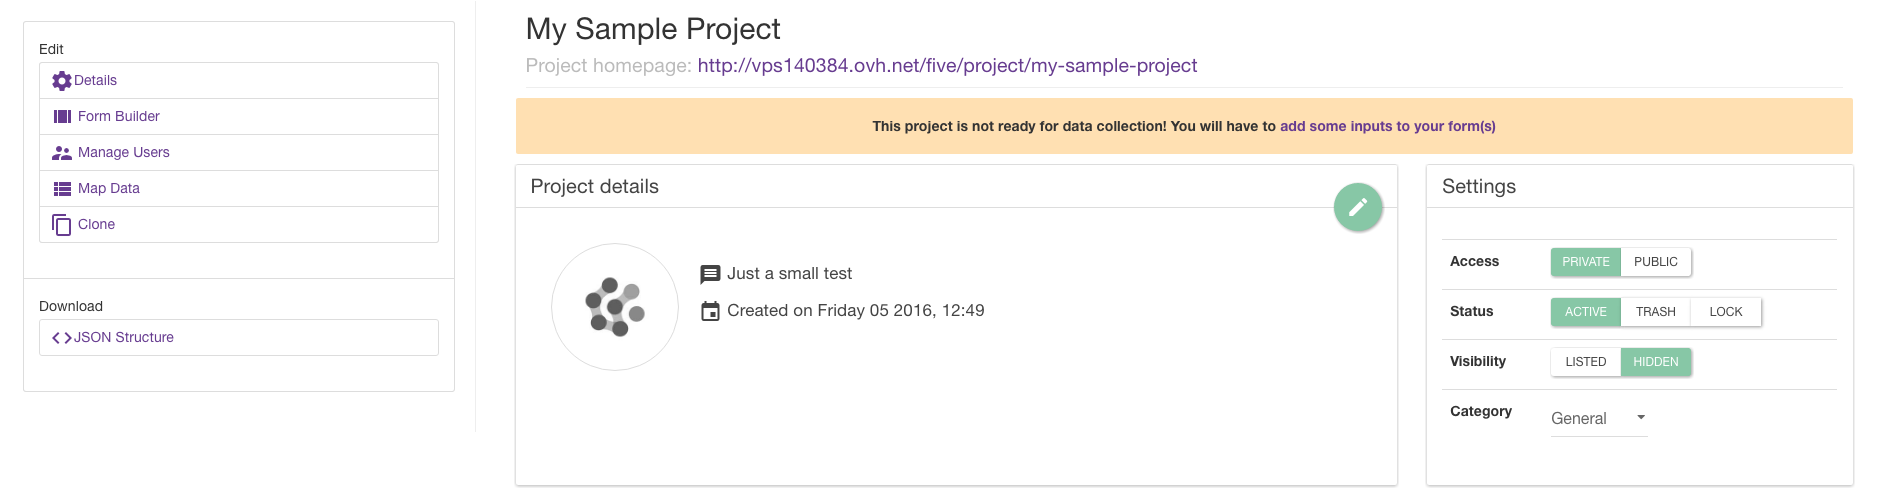 Edit
Details
Form Builder
Manage Users
Map Data
Clone
Download
JSON Structure
My Sample Project
Project homepage: http://vps140384.ovh.net/five/project/my-sample-project
This project is not ready for data collection! You will have to add some inputs to your form(s)
Project details
Just a small test
Created on Friday 05 2016, 12:49
Settings
Access PRIVATE PUBLIC
Status ACTIVE TRASH LOCK
Visibility LISTED HIDDEN
Category General